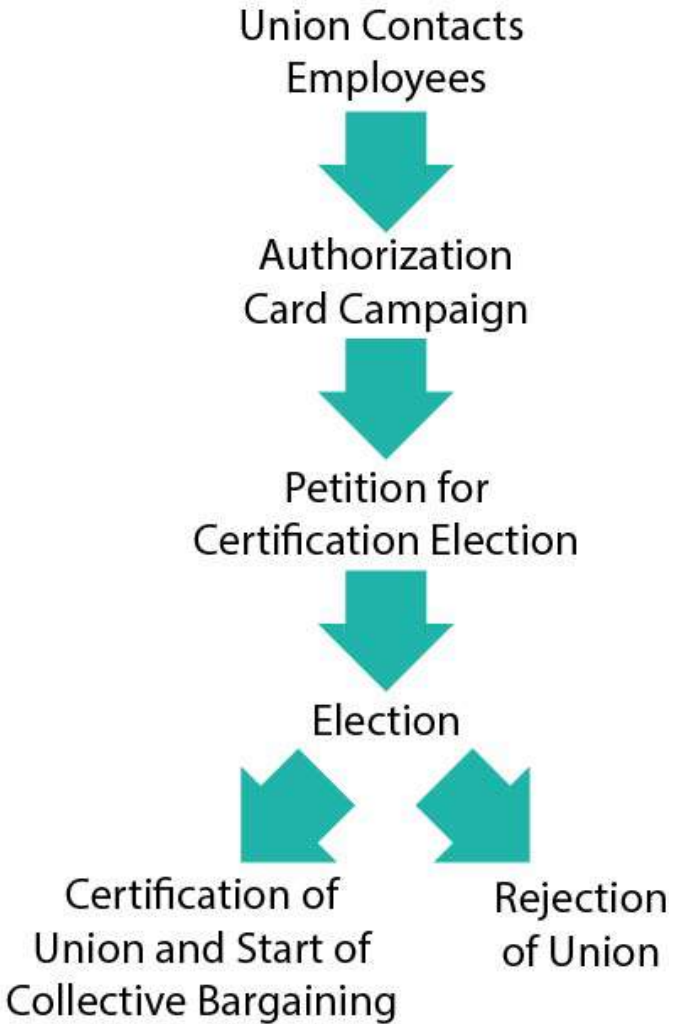 Union Contacts
Employees
Authorization
Card Campaign
Petition for
Certification Election
Election
Certification of
Union and Start of
Collective Bargaining
Rejection
of Union